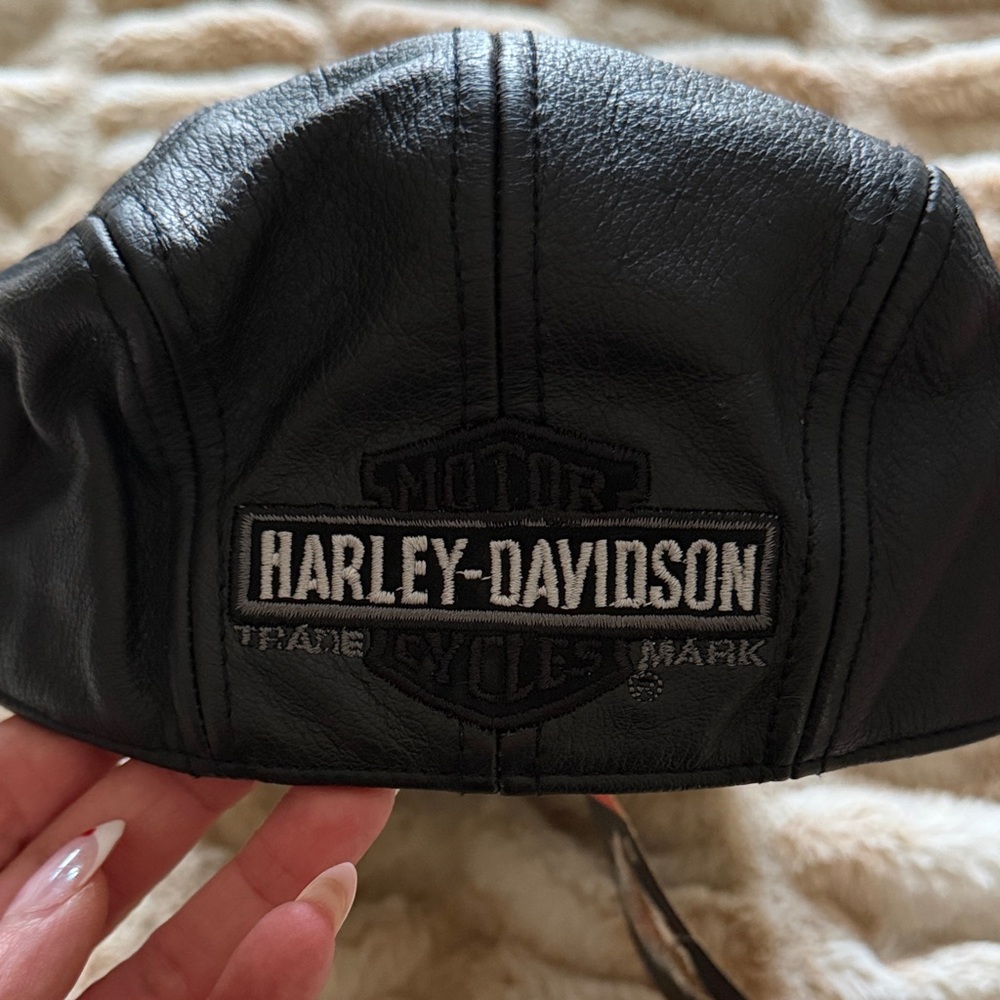 MOTOR
HARLEY-DAVIDSON
TRADE MARK
CYCLES
®